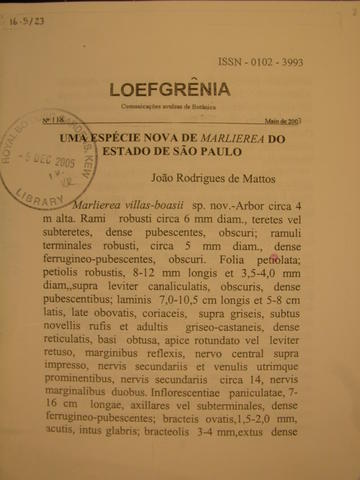 16-9/23
ISSN - 0102 - 3993
LOEFGRÊNIA
Comunicações avulsas de Botânica
Nº 118
Maio de 2003
UMA ESPÉCIE NOVA DE MARLIEREA DO
ESTADO DE SÃO PAULO
ROYAL BOTANIC GARDENS, KEW
- 5 DEC 2005
LIBRARY
João Rodrigues de Mattos
Marlierea villas-boasii sp. nov.-Arbor circa 4
m alta. Rami robusti circa 6 mm diam., teretes vel
subteretes, dense pubescentes, obscuri; ramuli
terminales robusti, circa 5 mm diam., dense
ferrugineo-pubescentes, obscuri. Folia petiolata;
petiolis robustis, 8-12 mm longis et 3,5-4,0 mm
diam.,supra leviter canaliculatis, obscuris, dense
pubescentibus; laminis 7,0-10,5 cm longis et 5-8 cm
latis, late obovatis, coriaceis, supra griseis, subtus
novellis rufis et adultis griseo-castaneis, dense
reticulatis, basi obtusa, apice rotundato vel leviter
retuso, marginibus reflexis, nervo central supra
impresso, nervis secundariis et venulis utrimque
prominentibus, nervis secundariis circa 14, nervis
marginalibus duobus. Inflorescentiae paniculatae, 7-
16 cm longae, axillares vel subterminales, dense
ferrugineo-pubescentes; bracteis ovatis,1,5-2,0 mm,
acutis, intus glabris; bracteolis 3-4 mm,extus dense